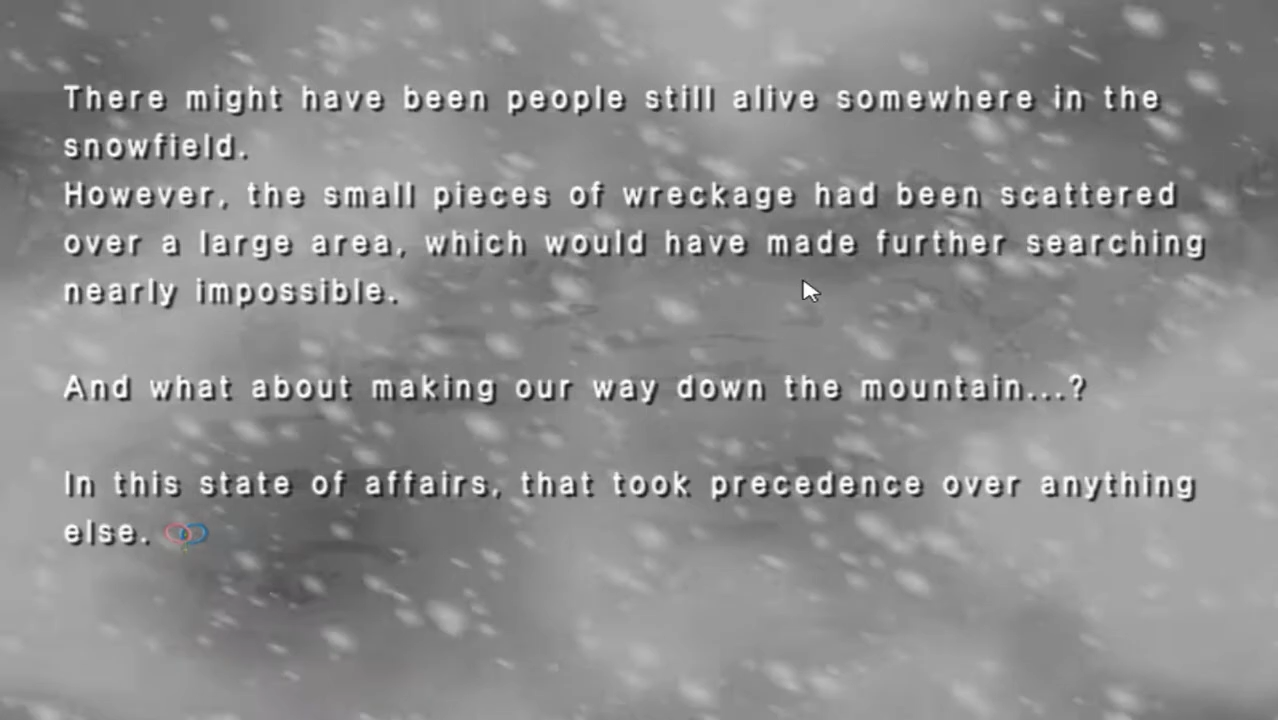 There might have been people still alive somewhere in the
snowfield.
However, the small pieces of wreckage had been scattered
over a large area, which would have made further searching
nearly impossible.
And what about making our way down the mountain...?
In this state of affairs, that took precedence over anything
else.